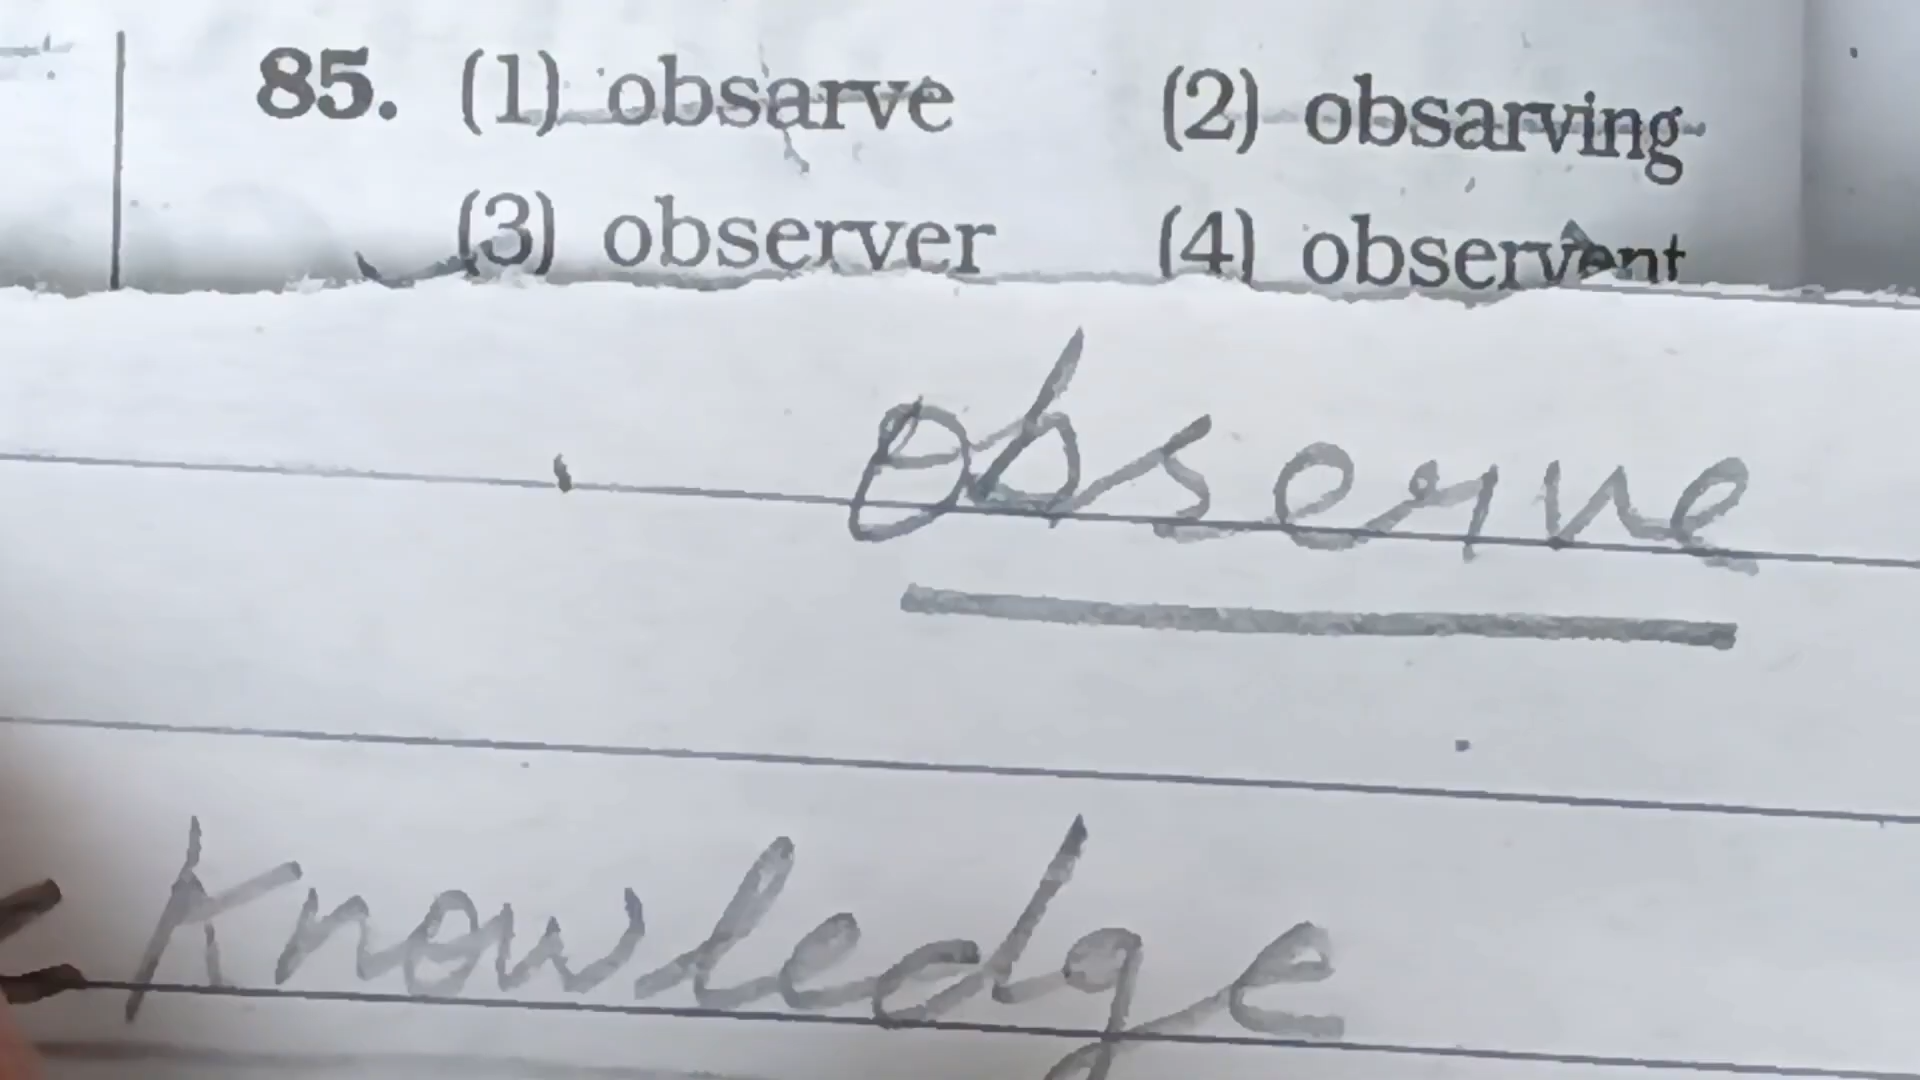 85. (1) obsarve (2) obsarving
(3) observer (4) observent
Observe
Knowledge